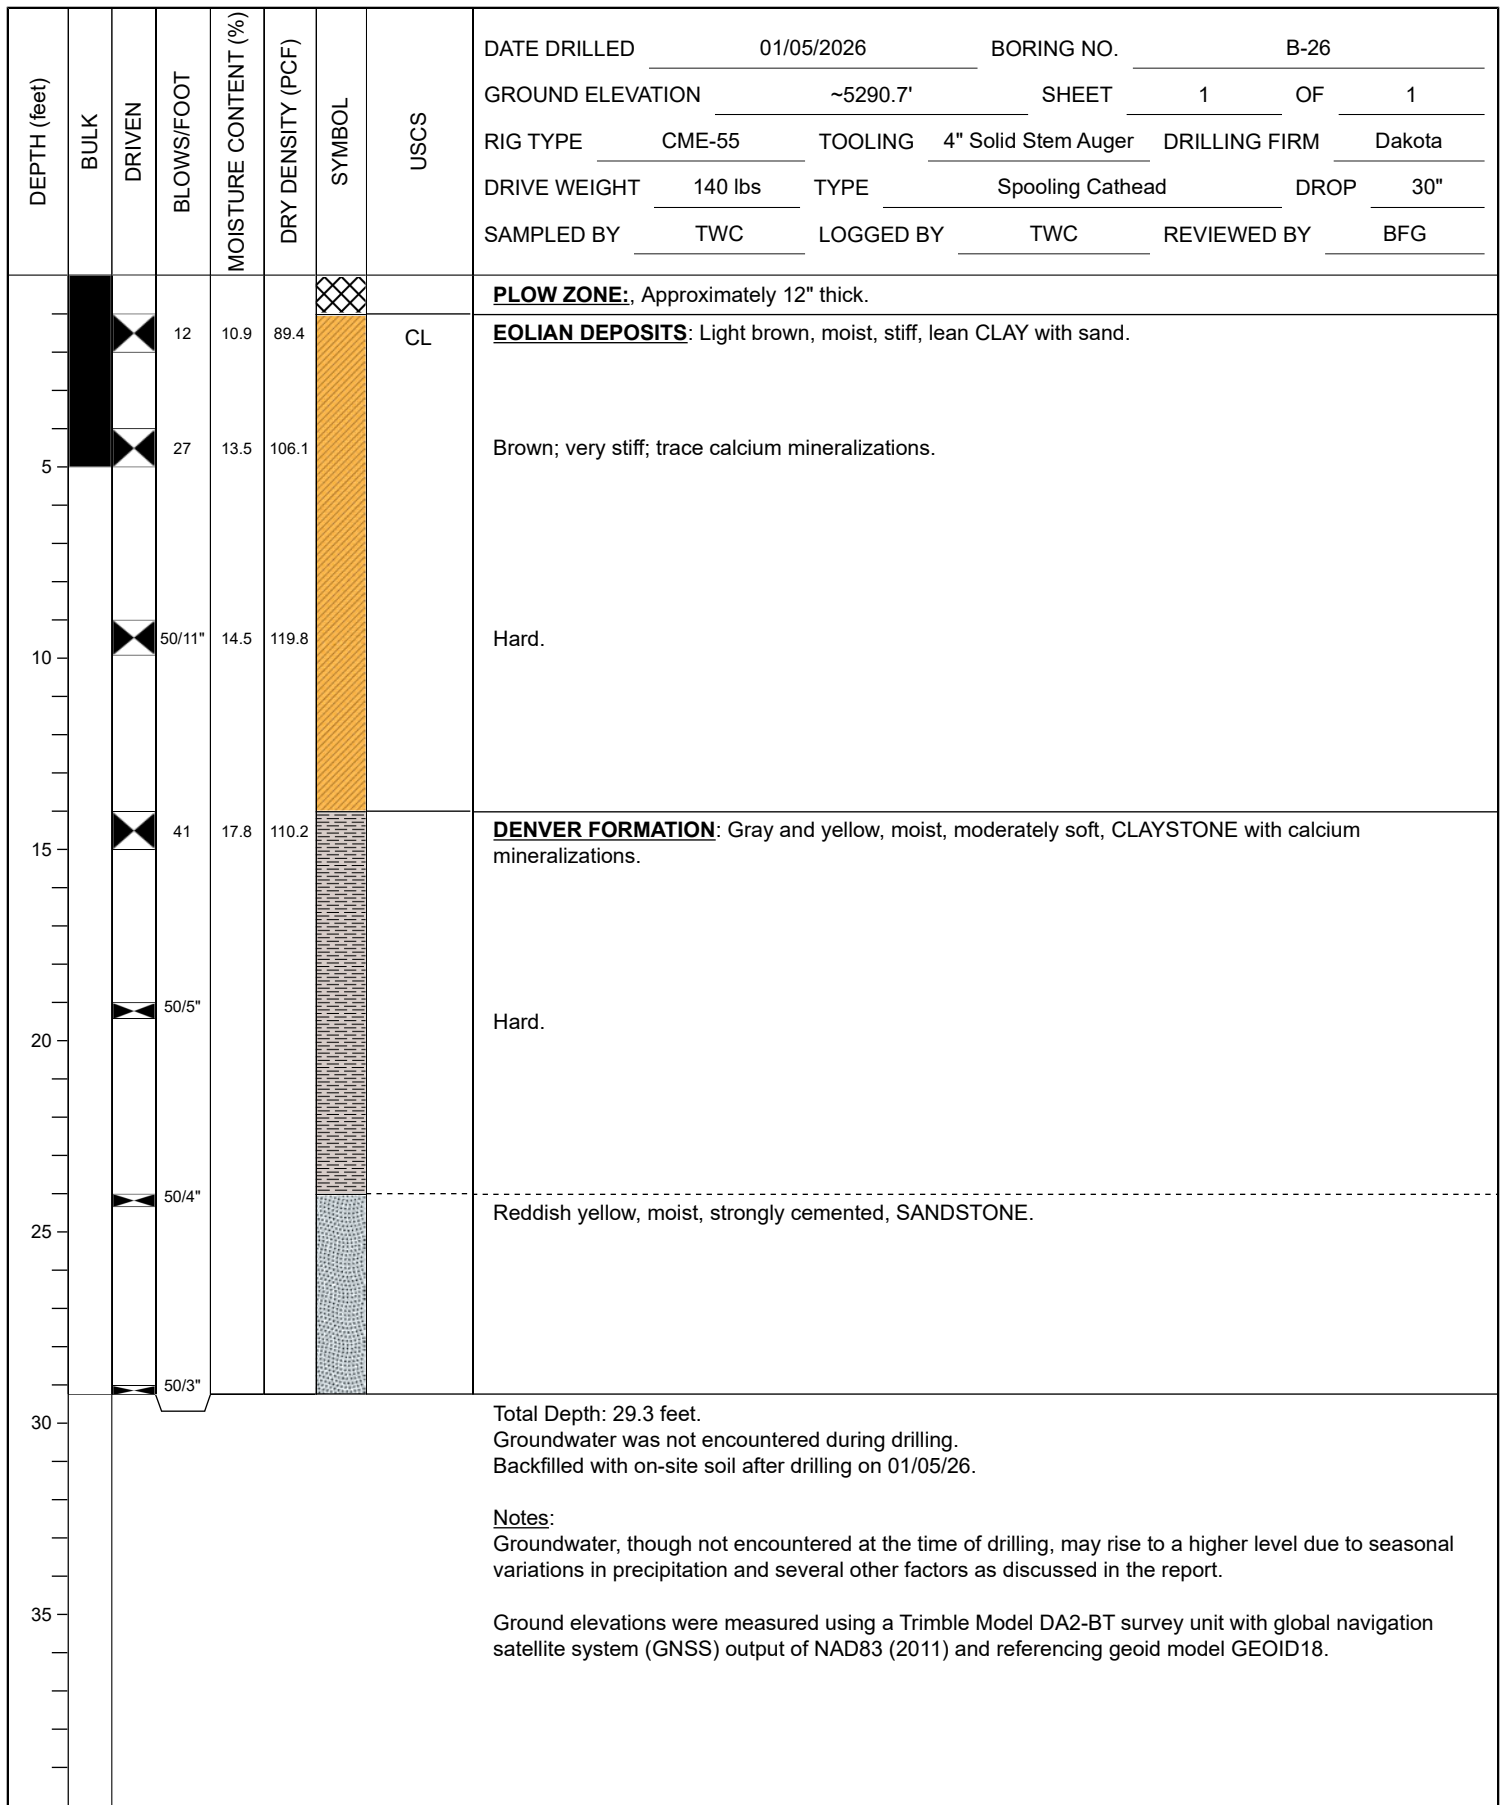 DEPTH (feet)
BULK
DRIVEN
BLOWS/FOOT
MOISTURE CONTENT (%)
DRY DENSITY (PCF)
SYMBOL
USCS
DATE DRILLED 01/05/2026 BORING NO. B-26
GROUND ELEVATION ~5290.7' SHEET 1 OF 1
RIG TYPE CME-55 TOOLING 4" Solid Stem Auger DRILLING FIRM Dakota
DRIVE WEIGHT 140 lbs TYPE Spooling Cathead DROP 30"
SAMPLED BY TWC LOGGED BY TWC REVIEWED BY BFG
PLOW ZONE:, Approximately 12" thick.
12 10.9 89.4 CL EOLIAN DEPOSITS: Light brown, moist, stiff, lean CLAY with sand.
27 13.5 106.1 Brown; very stiff; trace calcium mineralizations.
5
50/11" 14.5 119.8 Hard.
10
41 17.8 110.2 DENVER FORMATION: Gray and yellow, moist, moderately soft, CLAYSTONE with calcium
15 mineralizations.
50/5"
Hard.
20
50/4"
Reddish yellow, moist, strongly cemented, SANDSTONE.
25
50/3"
Total Depth: 29.3 feet.
30
Groundwater was not encountered during drilling.
Backfilled with on-site soil after drilling on 01/05/26.
Notes:
Groundwater, though not encountered at the time of drilling, may rise to a higher level due to seasonal
variations in precipitation and several other factors as discussed in the report.
35
Ground elevations were measured using a Trimble Model DA2-BT survey unit with global navigation
satellite system (GNSS) output of NAD83 (2011) and referencing geoid model GEOID18.